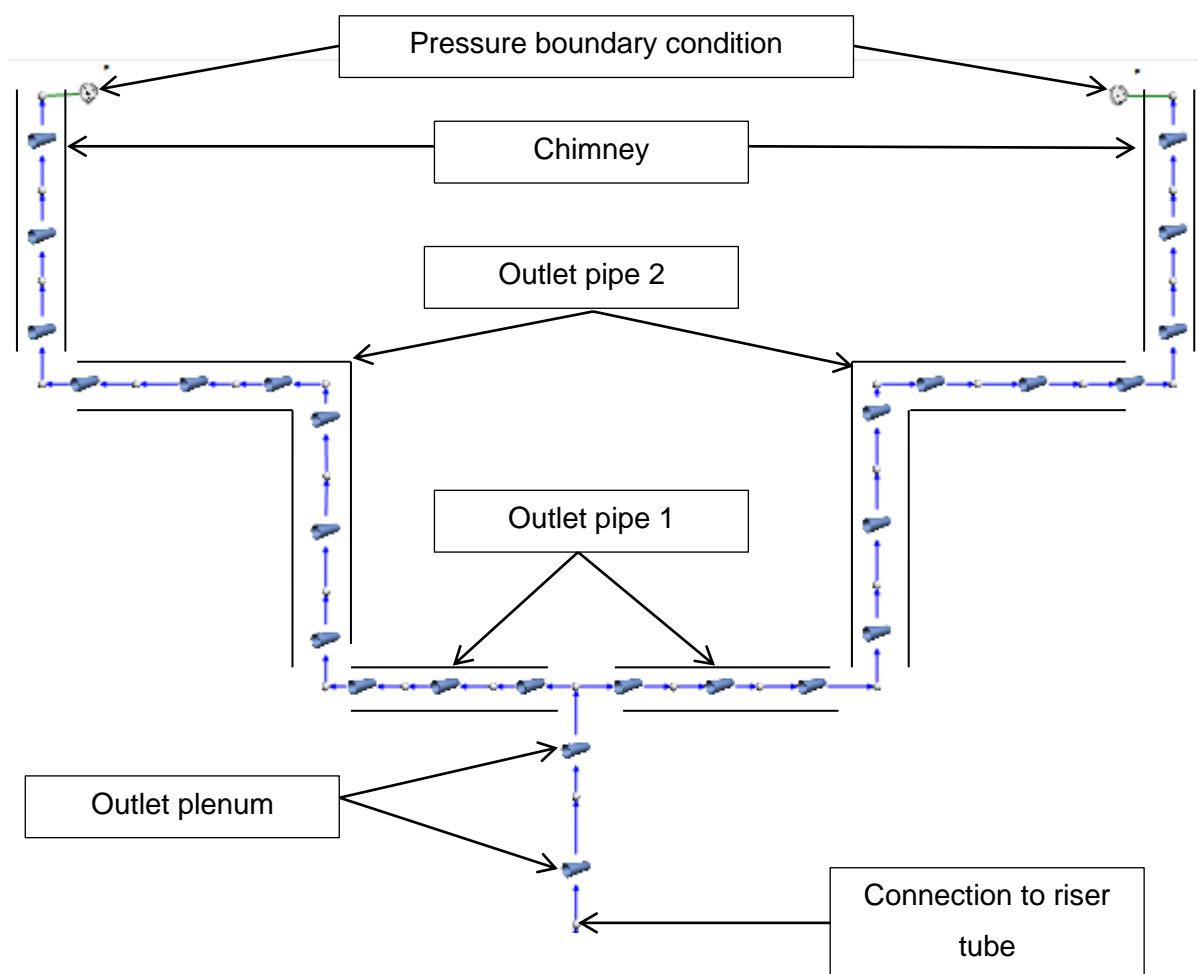 Pressure boundary condition
Chimney
Outlet pipe 2
Outlet pipe 1
Outlet plenum
Connection to riser
tube